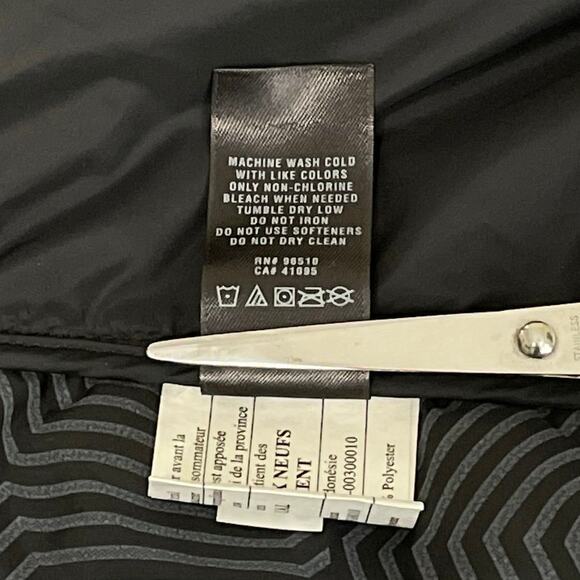 MACHINE WASH COLD
WITH LIKE COLORS
ONLY NON-CHLORINE
BLEACH WHEN NEEDED
TUMBLE DRY LOW
DO NOT IRON
DO NOT USE SOFTENERS
DO NOT DRY CLEAN
RN# 96510
CA# 41095
STAINLESS
r avant la
sommateur
st apposée
i de la province
tient des
NEUFS
ENT
donésie
-00300010
Polyester